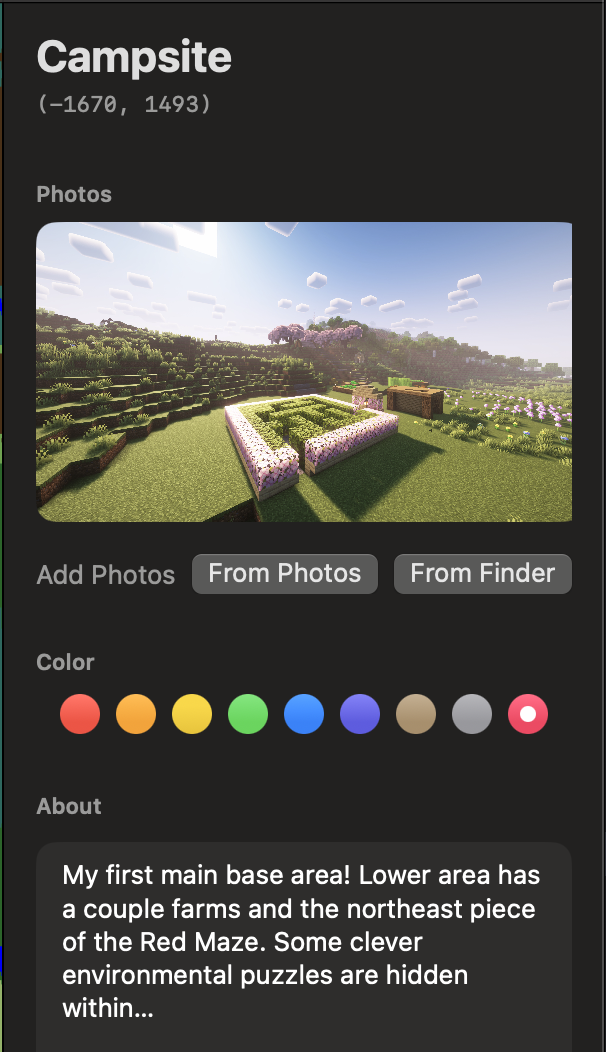 Campsite
(−1670, 1493)
Photos
Add Photos From Photos From Finder
Color
About
My first main base area! Lower area has
a couple farms and the northeast piece
of the Red Maze. Some clever
environmental puzzles are hidden
within...